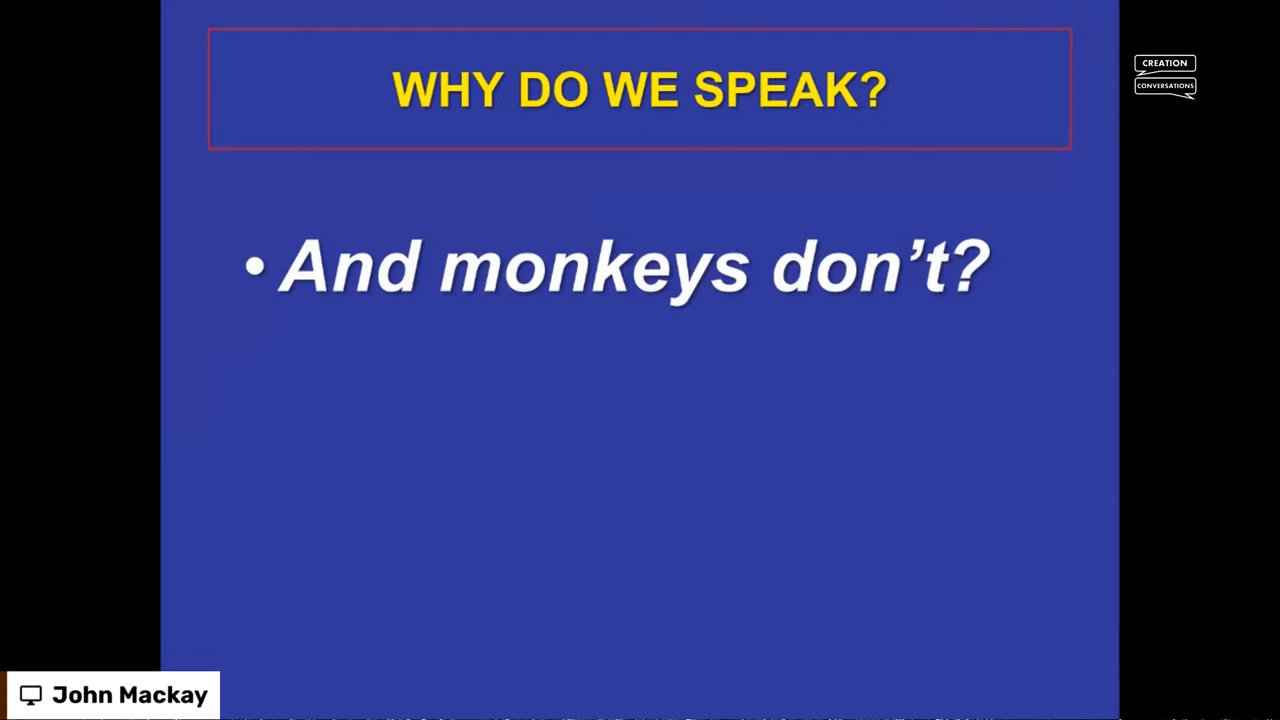 WHY DO WE SPEAK?
CREATION
CONVERSATIONS
• And monkeys don’t?
John Mackay